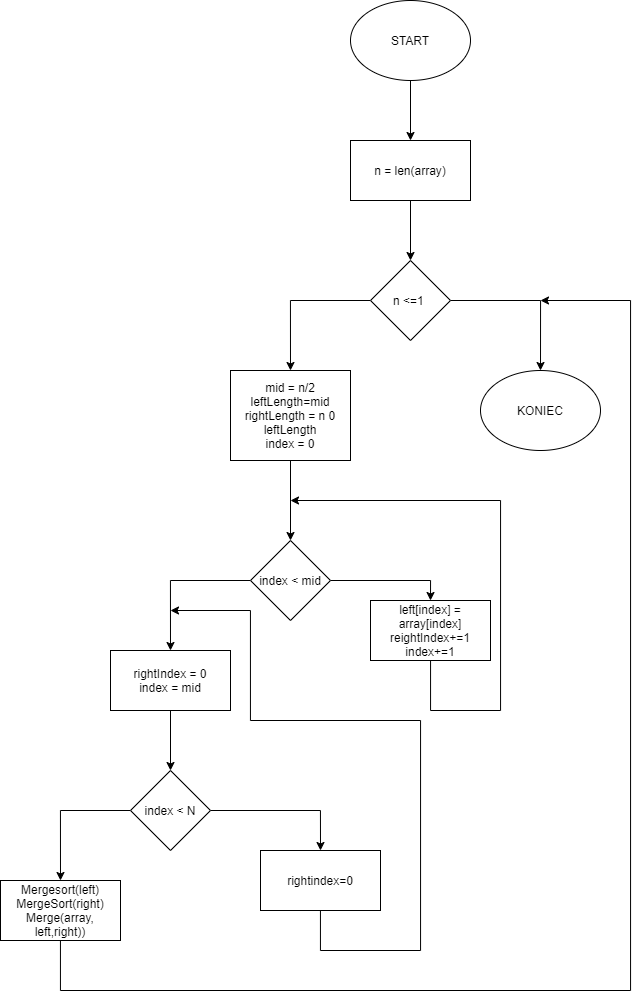 START
n = len(array)
n <=1
mid = n/2
leftLength=mid
rightLength = n 0
leftLength
index = 0
KONIEC
index < mid
left[index] =
array[index]
reightIndex+=1
index+=1
rightIndex = 0
index = mid
index < N
rightindex=0
Mergesort(left)
MergeSort(right)
Merge(array,
left,right))